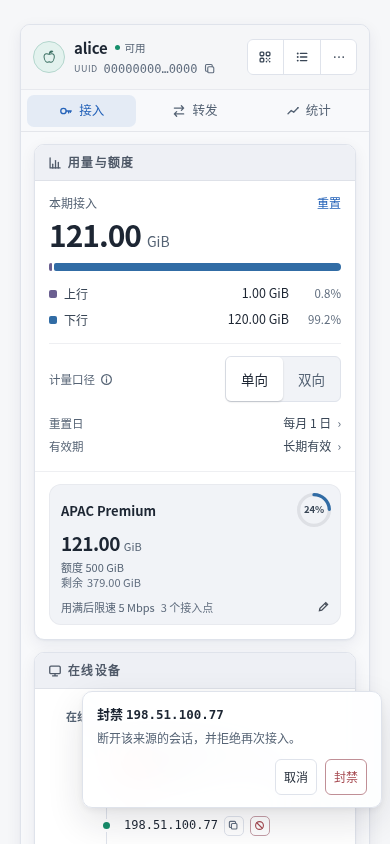 alice 可用
UUID 00000000…0000
接入 转发 统计
用量与额度
本期接入 重置
121.00 GiB
上行 1.00 GiB 0.8%
下行 120.00 GiB 99.2%
计量口径 单向 双向
重置日 每月 1 日 ›
有效期 长期有效 ›
APAC Premium 24%
121.00 GiB
额度 500 GiB
剩余 379.00 GiB
用满后限速 5 Mbps 3 个接入点
在线设备
封禁 198.51.100.77
断开该来源的会话，并拒绝再次接入。
取消 封禁
198.51.100.77